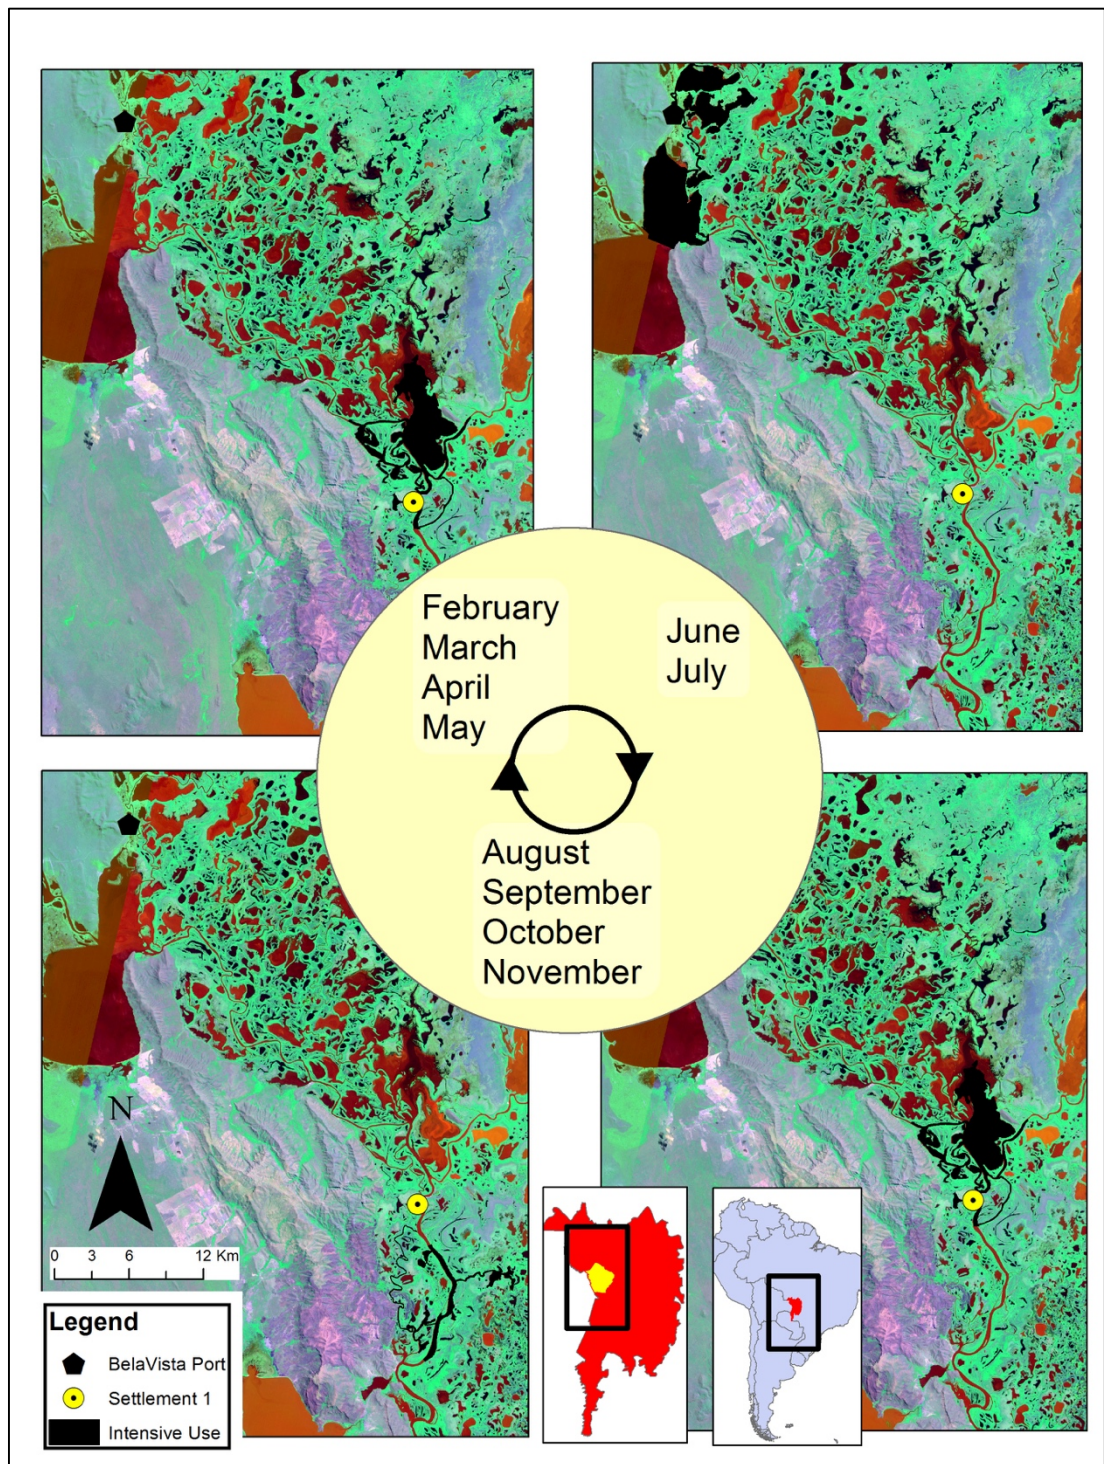 February
March
April
May
June
July
August
September
October
November
N
0 3 6 12 Km
Legend
BelaVista Port
Settlement 1
Intensive Use